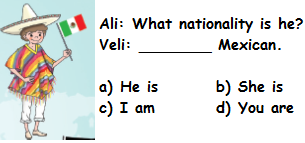 Ali: What nationality is he?
Veli: ________ Mexican.
a) He is b) She is
c) I am d) You are